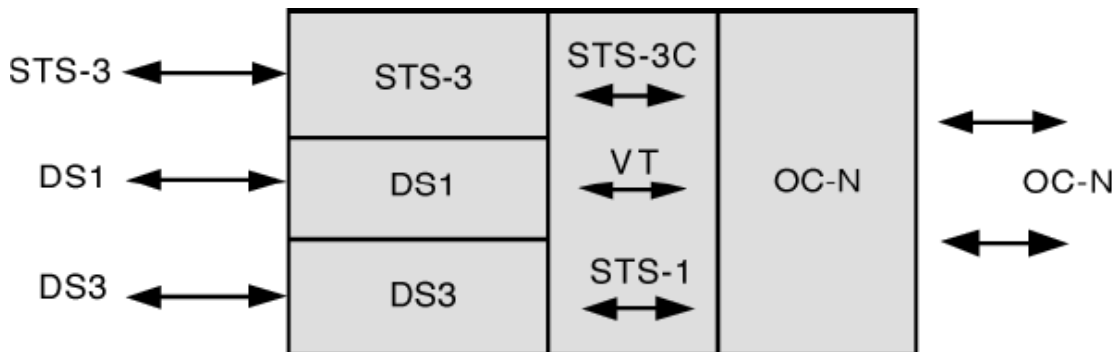 STS-3
STS-3
STS-3C
DS1
DS1
VT
OC-N
OC-N
DS3
DS3
STS-1